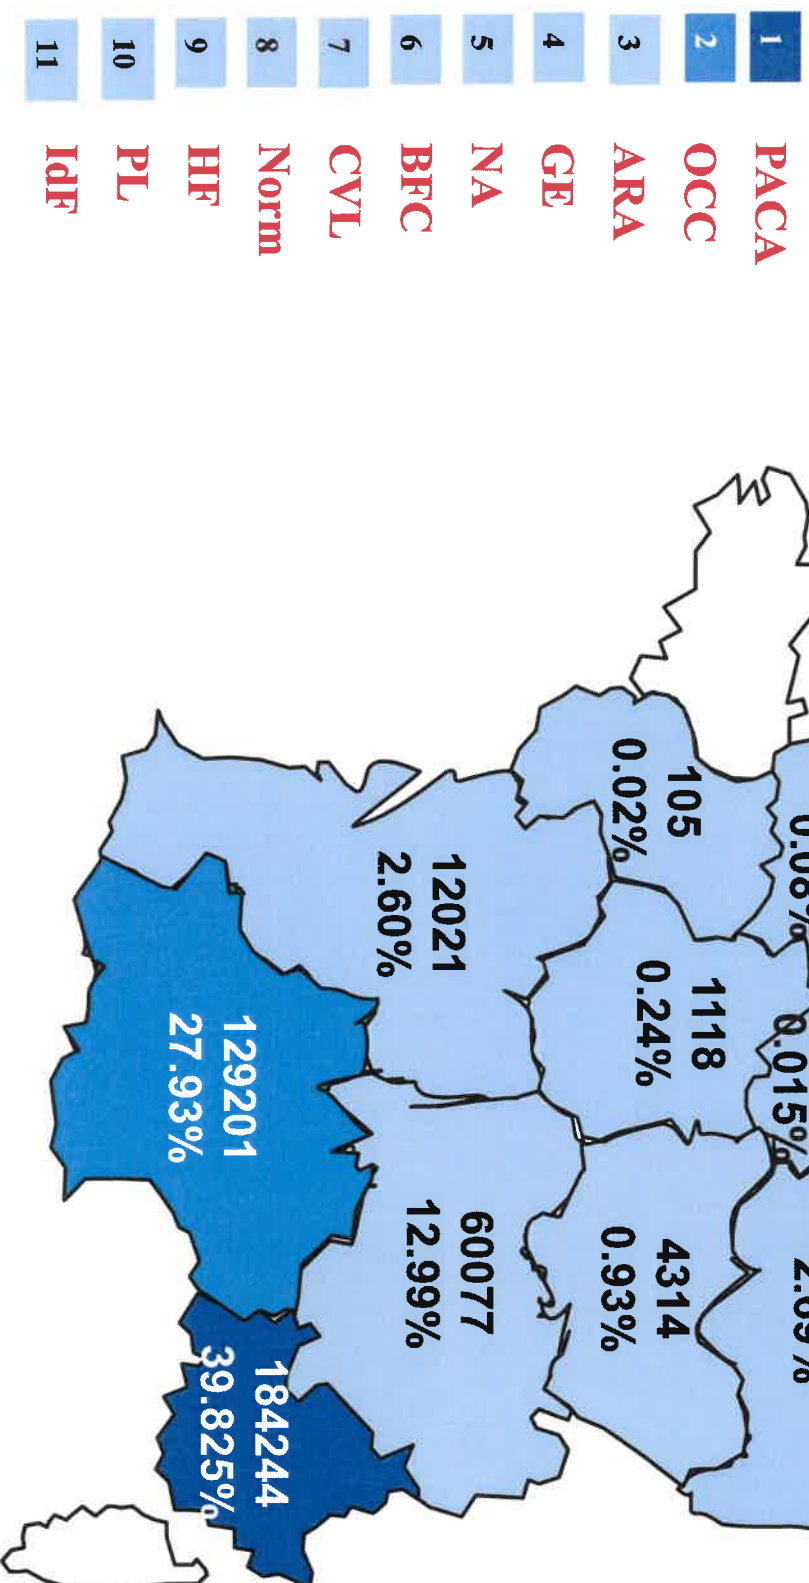 1 PACA
2 OCC
3 ARA
4 GE
5 NA
6 BFC
7 CVL
8 Norm
9 HF
10 PL
11 IdF
0.08%
0.015%
105
0.02%
1118
0.24%
4314
0.93%
12021
2.60%
60077
12.99%
129201
27.93%
184244
39.825%